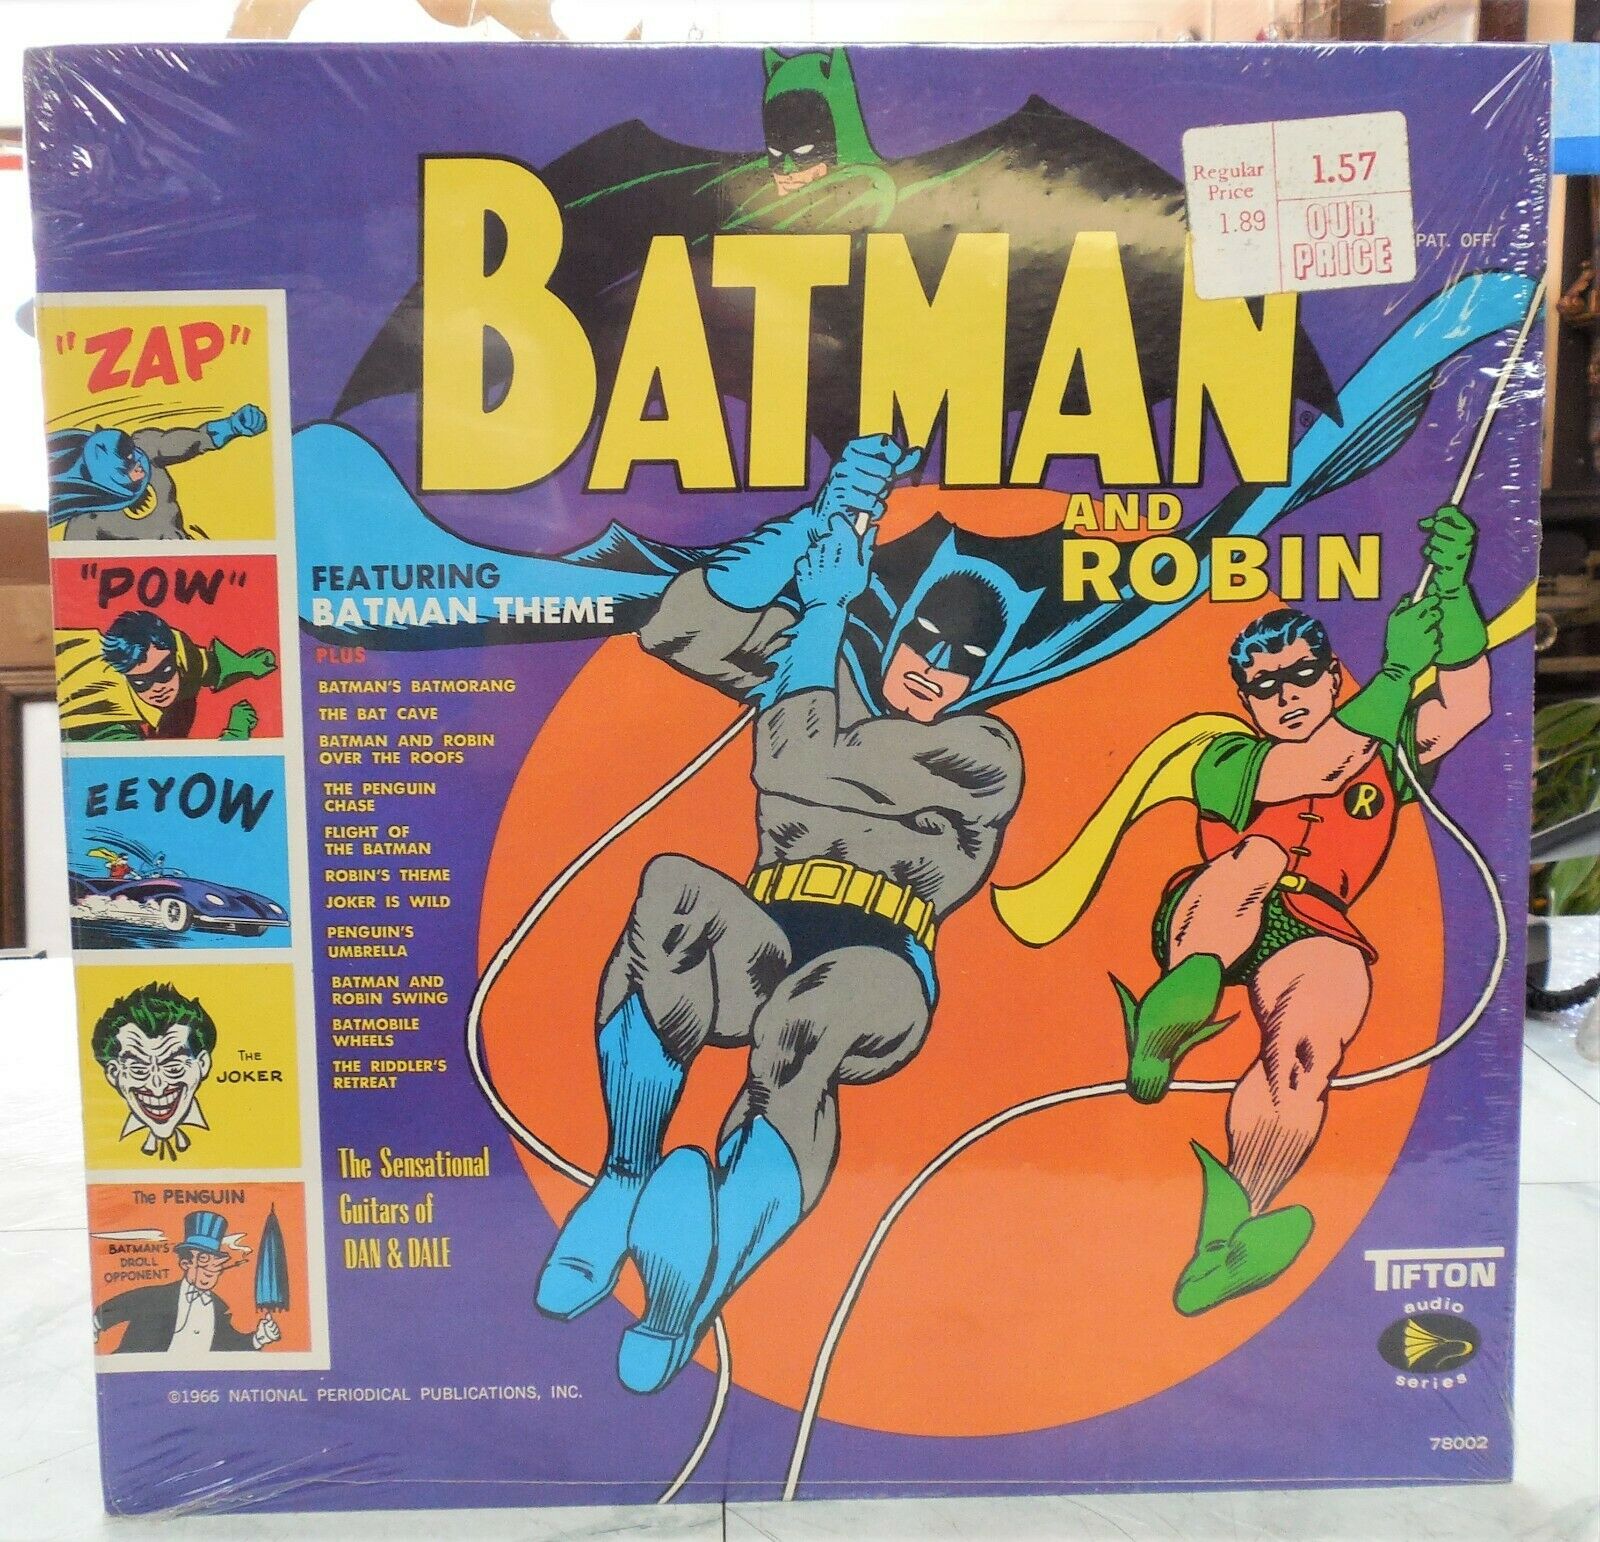 Regular
Price
1.89
1.57
OUR
PRICE
PAT. OFF.
BATMAN
®
AND
ROBIN
"ZAP"
"POW"
EEYOW
THE
JOKER
The PENGUIN
BATMAN'S
DROLL
OPPONENT
FEATURING
BATMAN THEME
PLUS
BATMAN'S BATMORANG
THE BAT CAVE
BATMAN AND ROBIN
OVER THE ROOFS
THE PENGUIN
CHASE
FLIGHT OF
THE BATMAN
ROBIN'S THEME
JOKER IS WILD
PENGUIN'S
UMBRELLA
BATMAN AND
ROBIN SWING
BATMOBILE
WHEELS
THE RIDDLER'S
RETREAT
The Sensational
Guitars of
DAN & DALE
R
TIFTON
audio
series
©1966 NATIONAL PERIODICAL PUBLICATIONS, INC.
78002